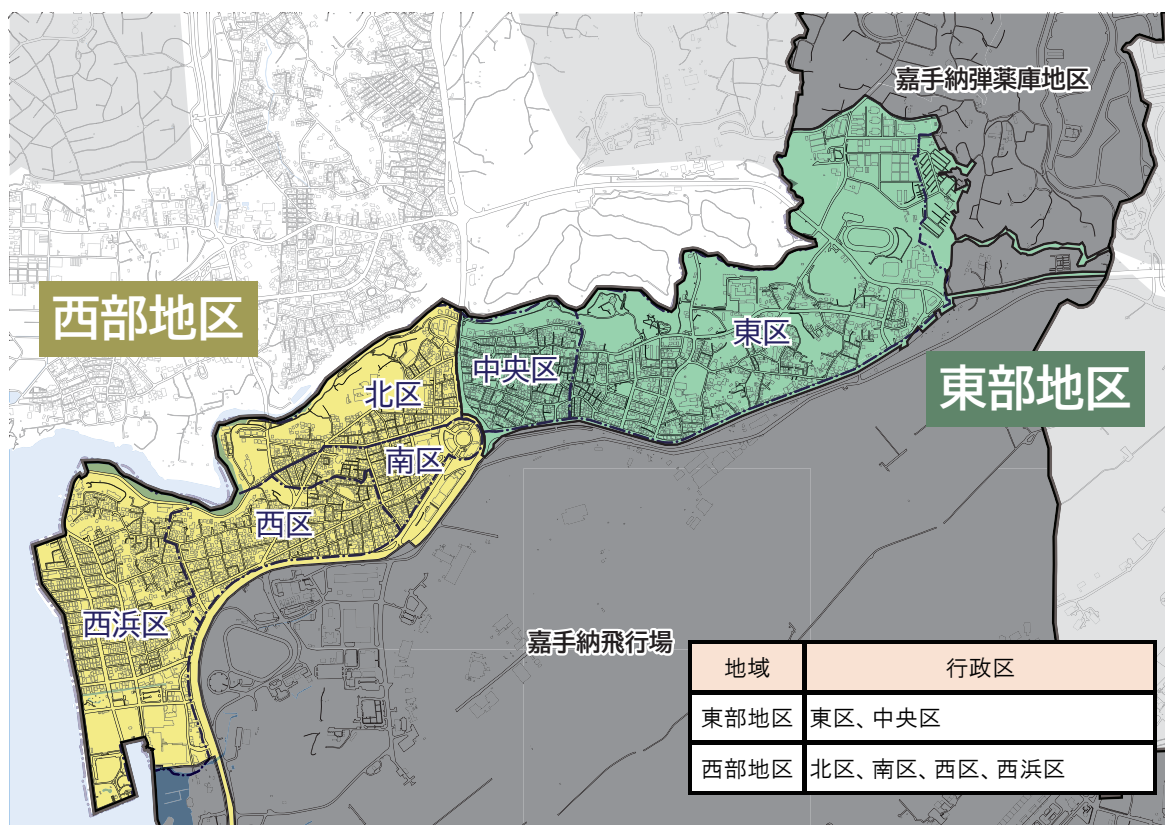 嘉手納弾薬庫地区
西部地区
東区
中央区
北区
東部地区
南区
西区
西浜区
嘉手納飛行場
地域 行政区
東部地区 東区、中央区
西部地区 北区、南区、西区、西浜区